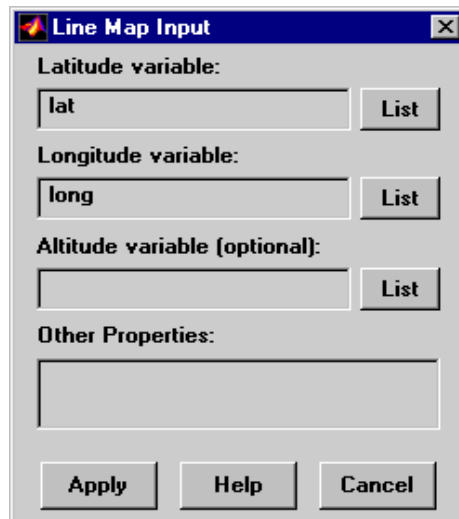 Line Map Input
Latitude variable:
lat
List
Longitude variable:
long
List
Altitude variable (optional):
List
Other Properties:
Apply
Help
Cancel